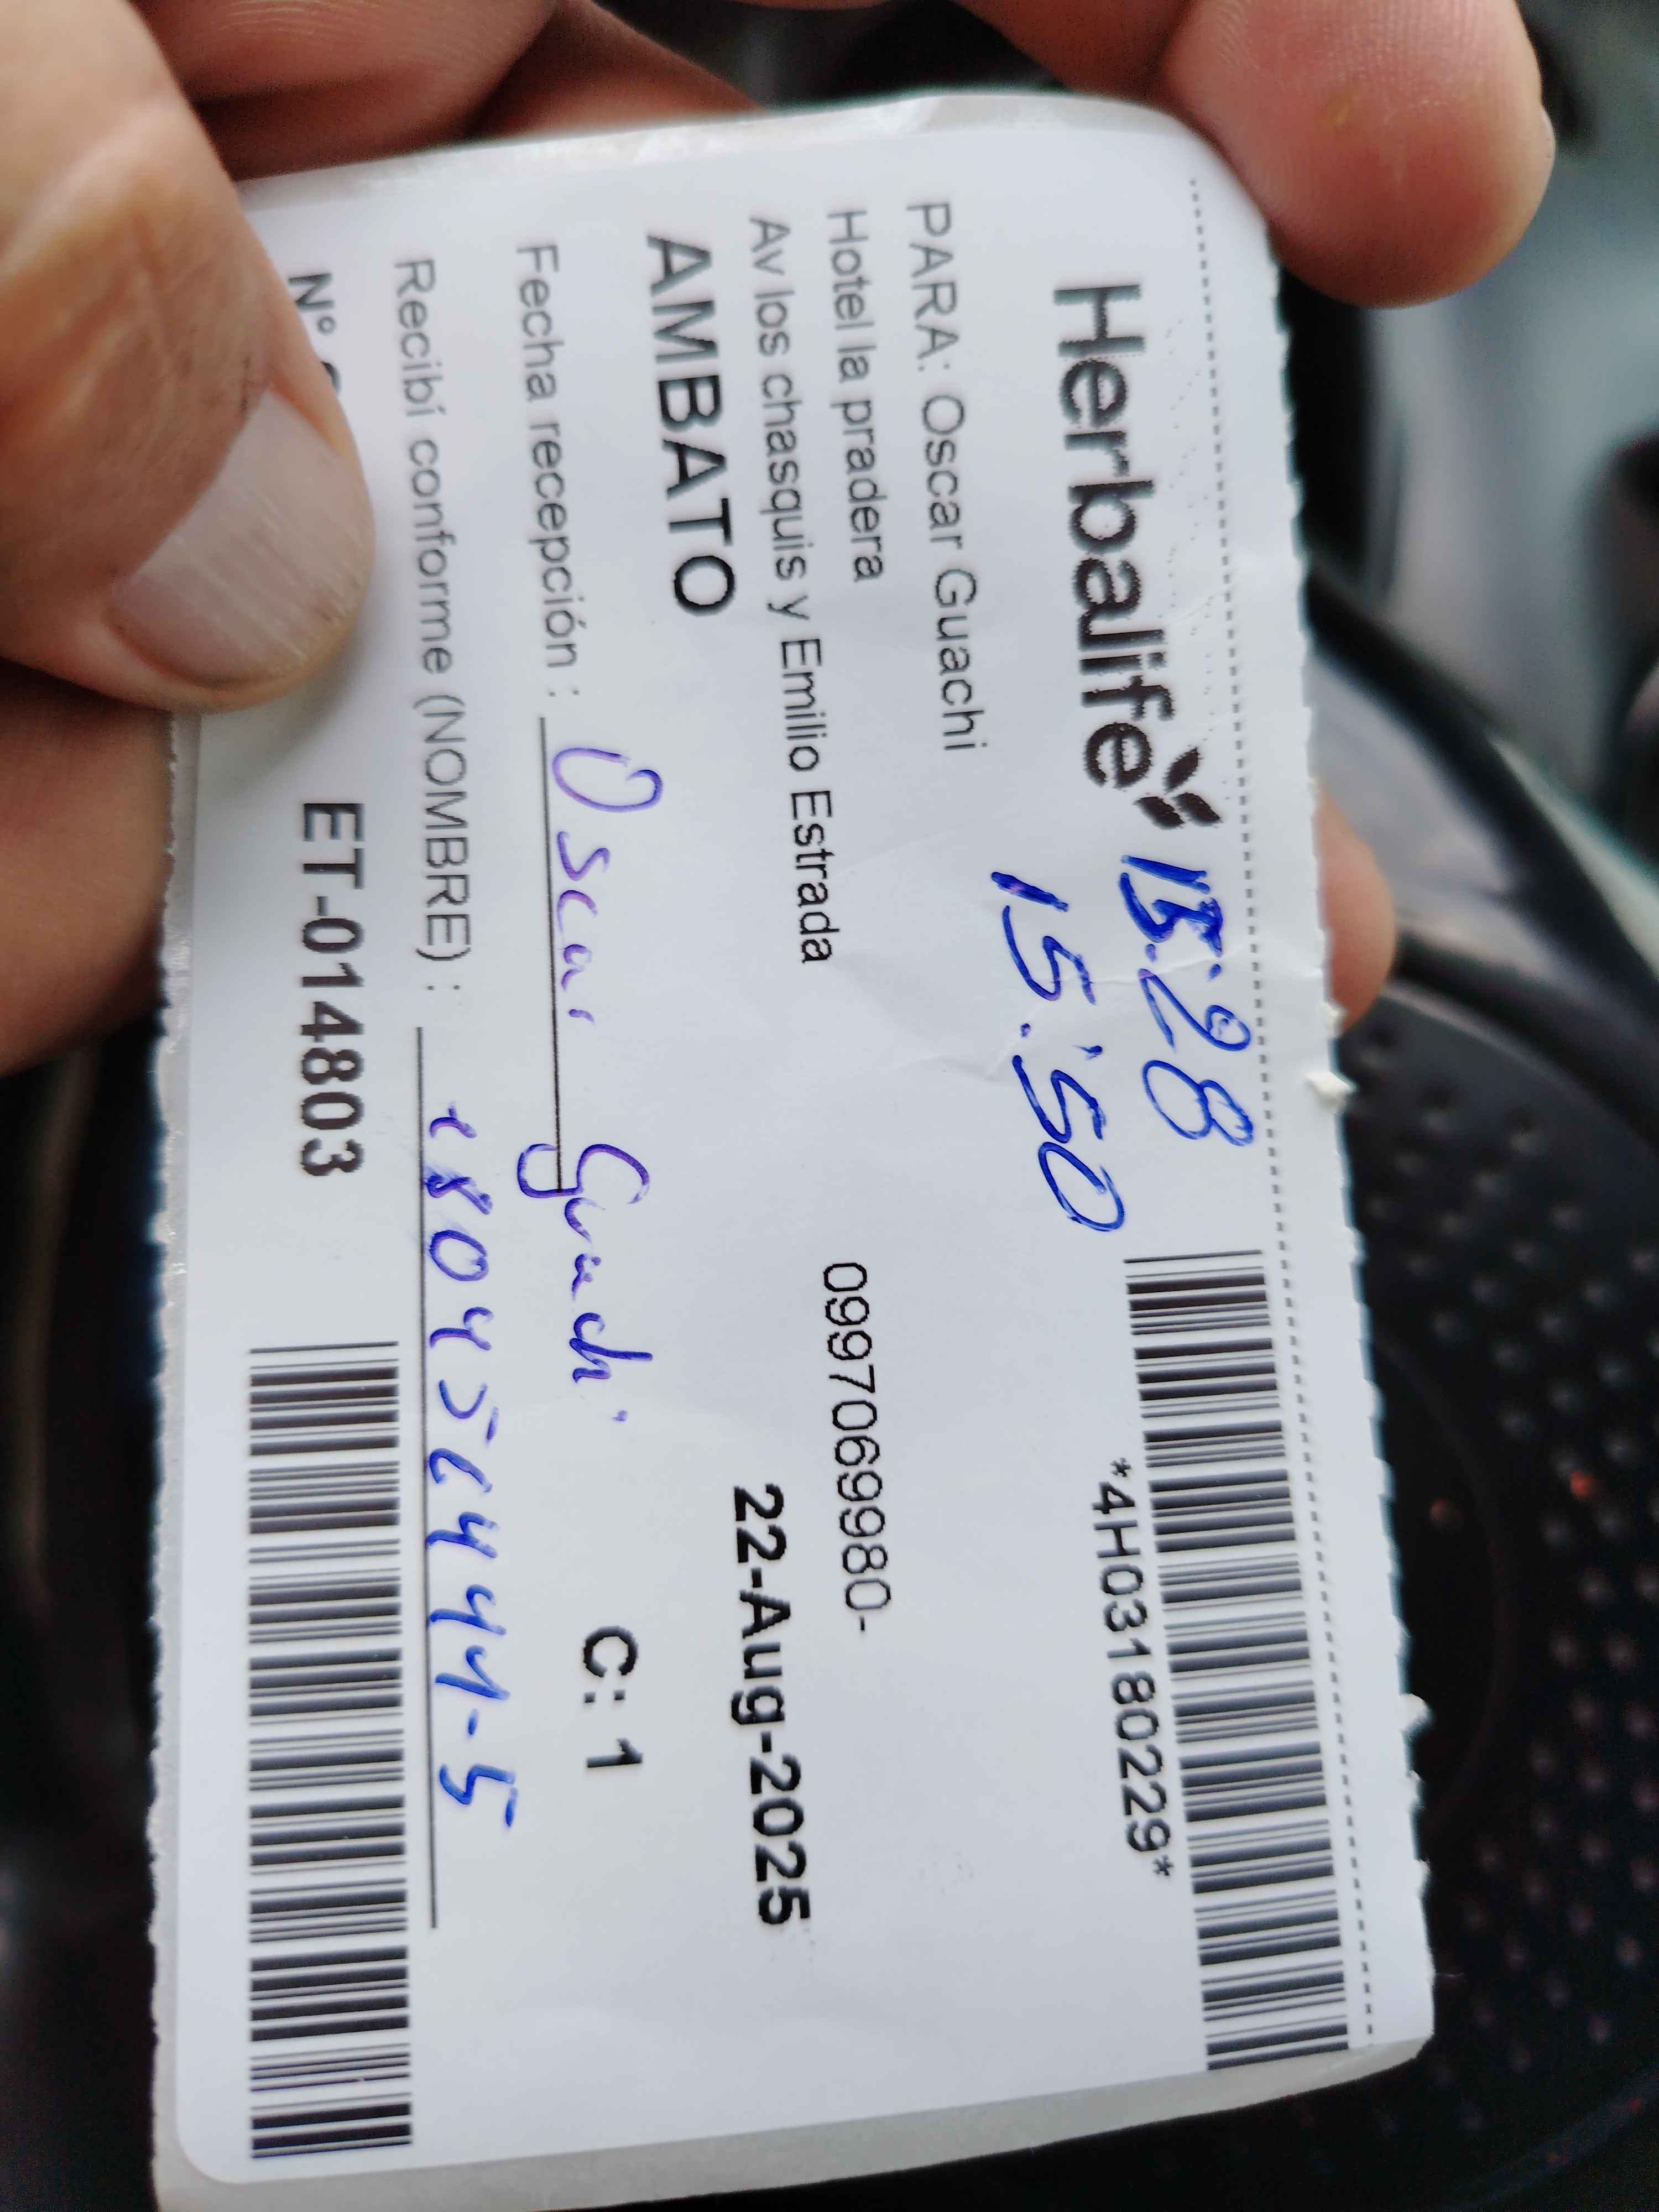 Herbalife 15:28
15:50
*4H03180229*
PARA: Oscar Guachi
Hotel la pradera 0997069980-
Av los chasquis y Emilio Estrada
AMBATO 22-Aug-2025
Fecha recepción : Oscar Guachi C: 1
Recibí conforme (NOMBRE) :
N° ET-014803